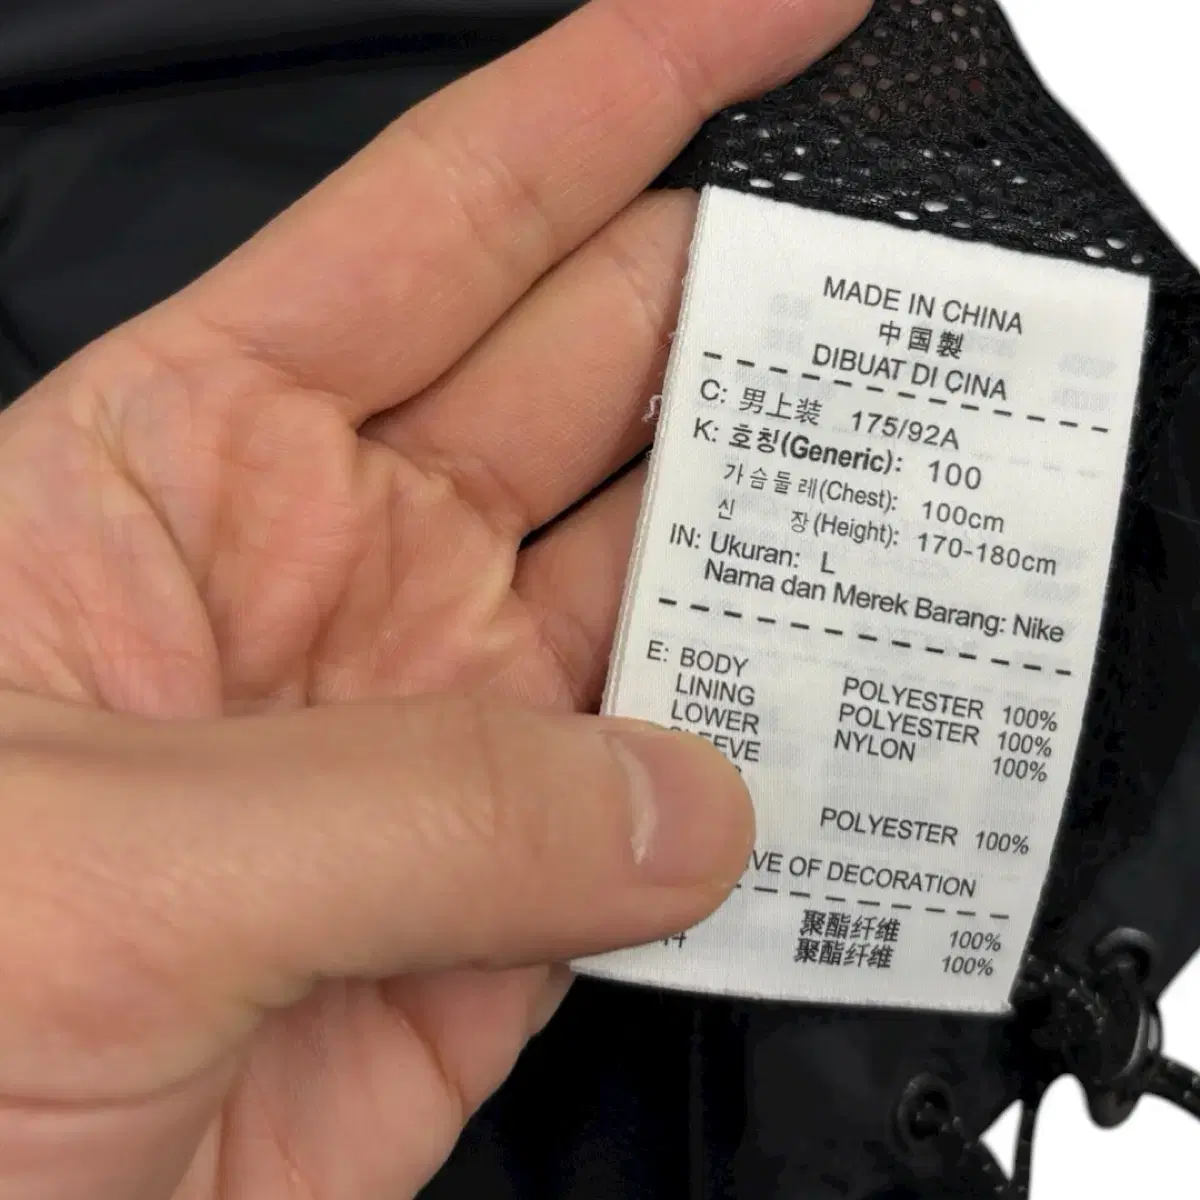 MADE IN CHINA
中国製
DIBUAT DI CINA
C: 男上装 175/92A
K: 호칭(Generic): 100
가슴둘레(Chest): 100cm
신 장(Height): 170-180cm
IN: Ukuran: L
Nama dan Merek Barang: Nike
E: BODY POLYESTER 100%
LINING POLYESTER 100%
LOWER NYLON 100%
SLEEVE
POLYESTER 100%
OF DECORATION
聚酯纤维 100%
聚酯纤维 100%